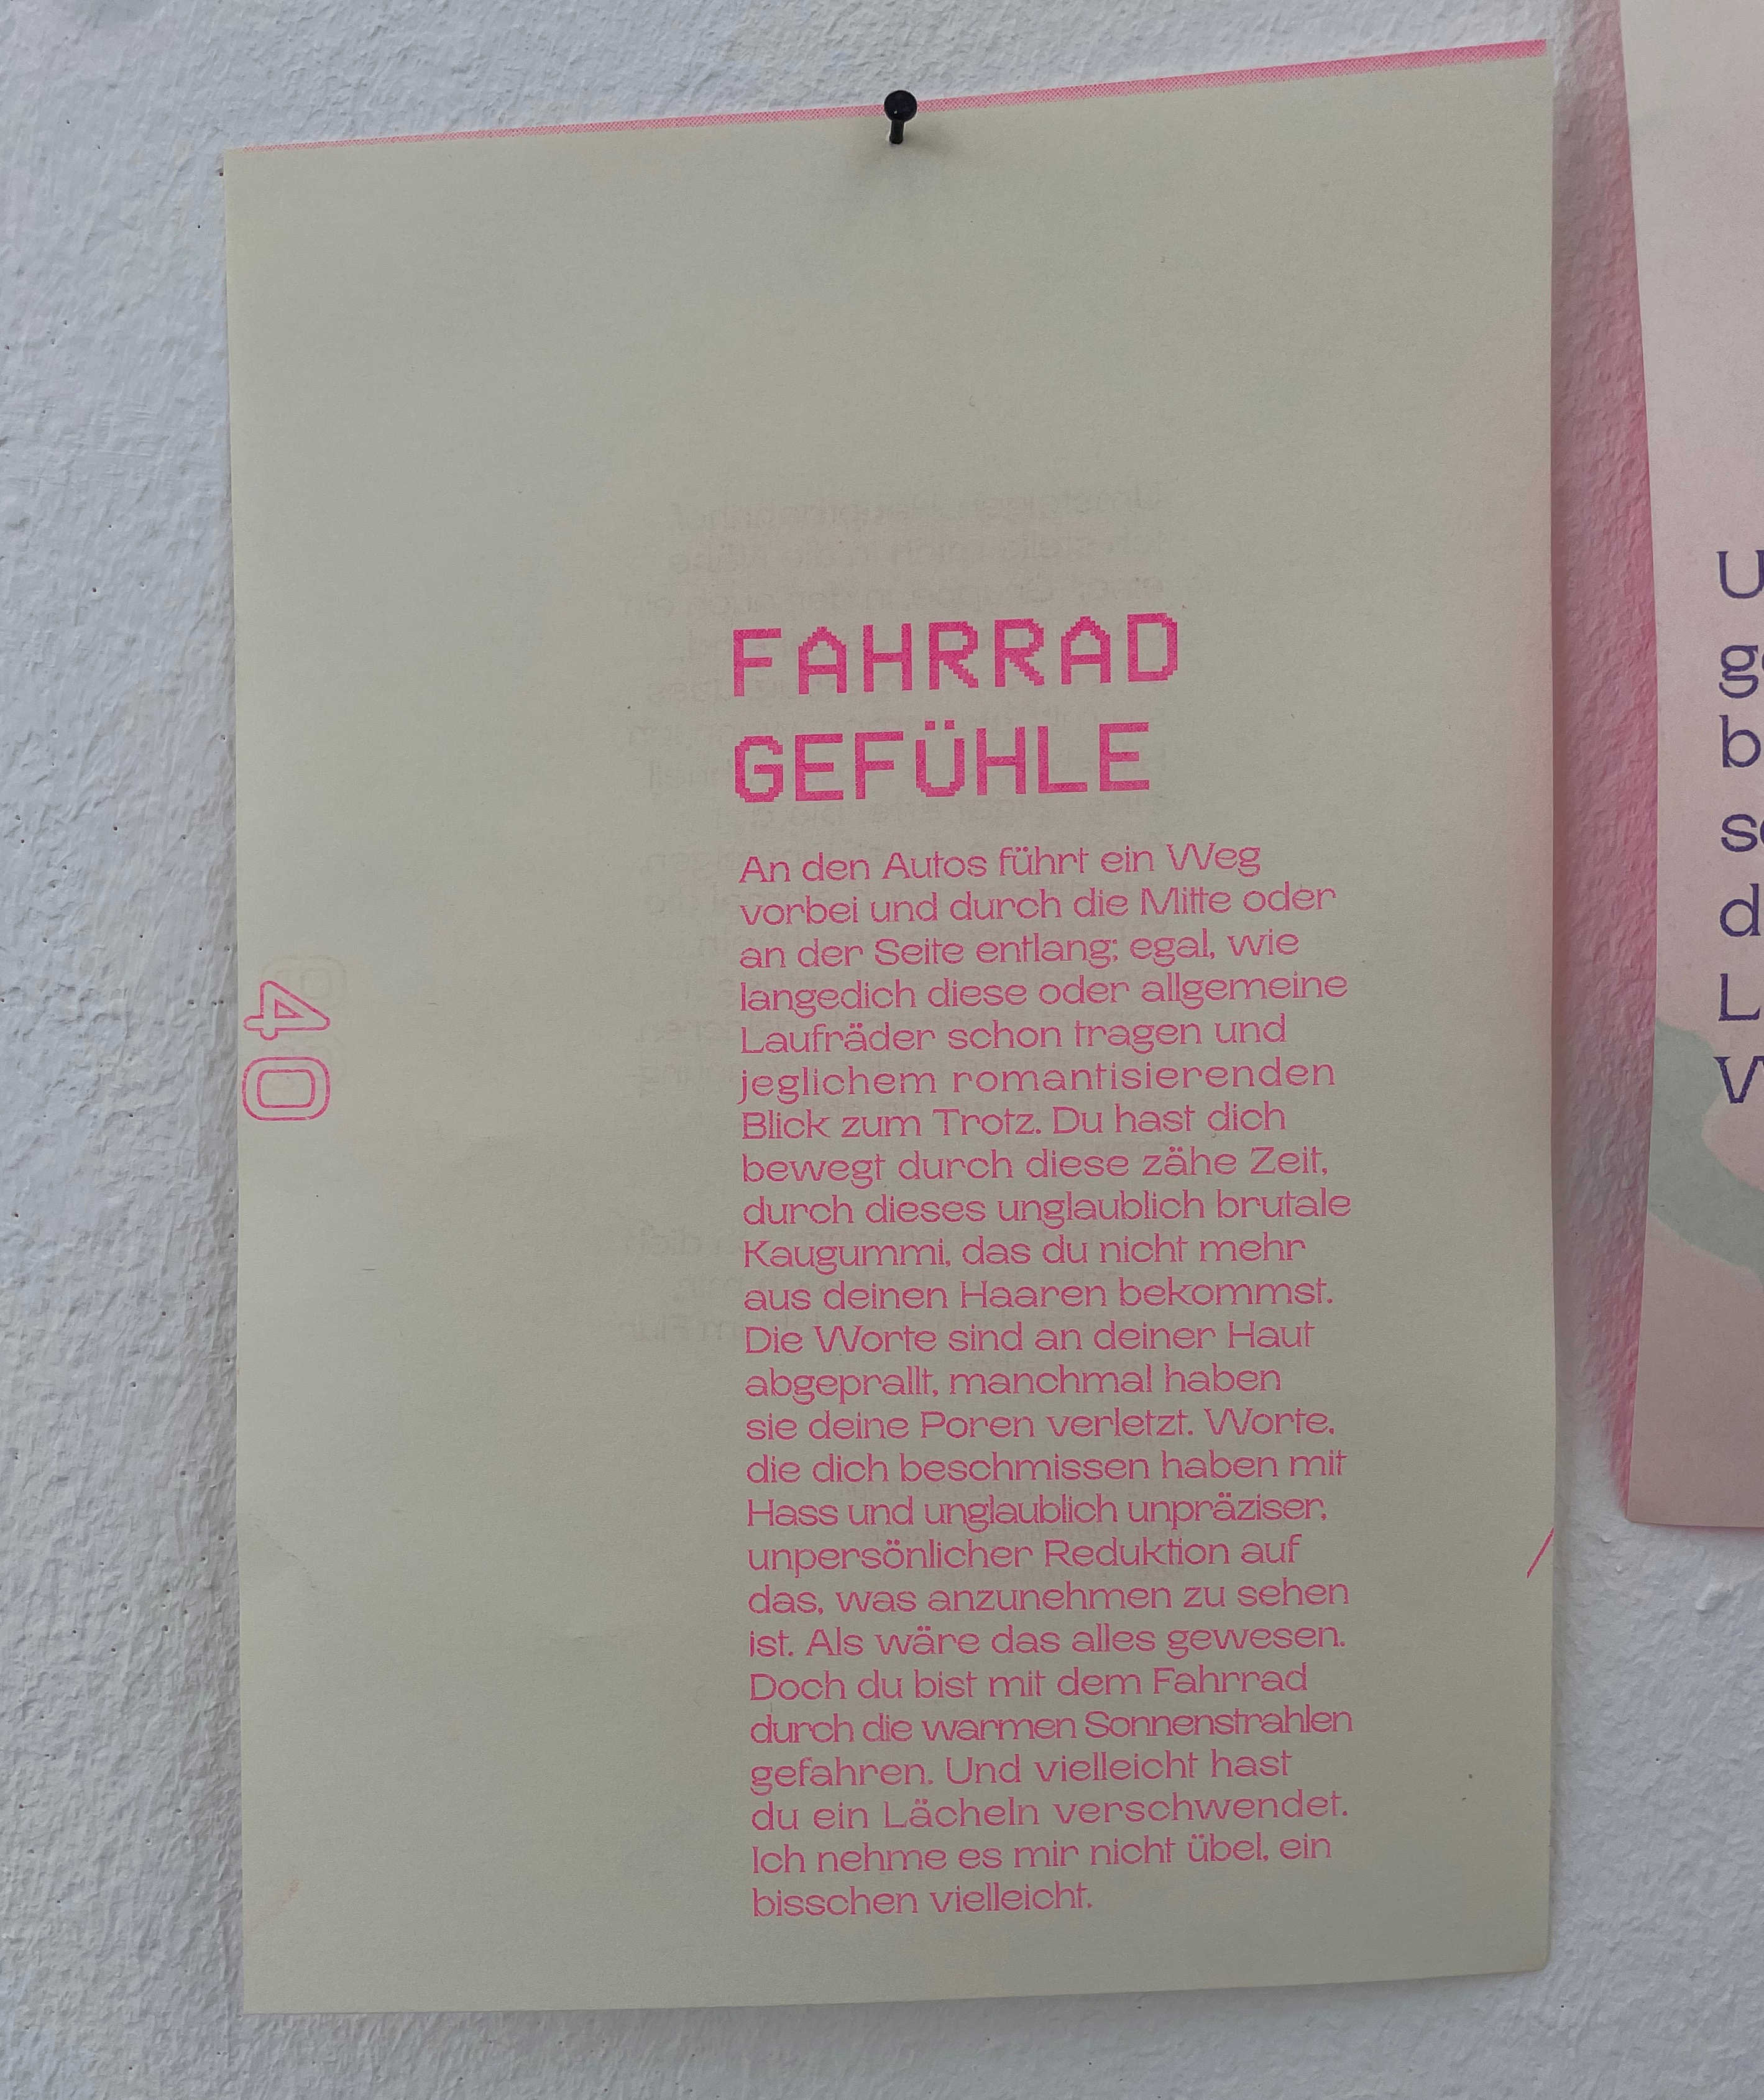 FAHRRAD
GEFÜHLE
An den Autos führt ein Weg
vorbei und durch die Mitte oder
an der Seite entlang; egal, wie
langedich diese oder allgemeine
Laufräder schon tragen und
jeglichem romantisierenden
Blick zum Trotz. Du hast dich
bewegt durch diese zähe Zeit,
durch dieses unglaublich brutale
Kaugummi, das du nicht mehr
aus deinen Haaren bekommst.
Die Worte sind an deiner Haut
abgeprallt, manchmal haben
sie deine Poren verletzt. Worte,
die dich beschmissen haben mit
Hass und unglaublich unpräziser,
unpersönlicher Reduktion auf
das, was anzunehmen zu sehen
ist. Als wäre das alles gewesen.
Doch du bist mit dem Fahrrad
durch die warmen Sonnenstrahlen
gefahren. Und vielleicht hast
du ein Lächeln verschwendet.
Ich nehme es mir nicht übel, ein
bisschen vielleicht.
40